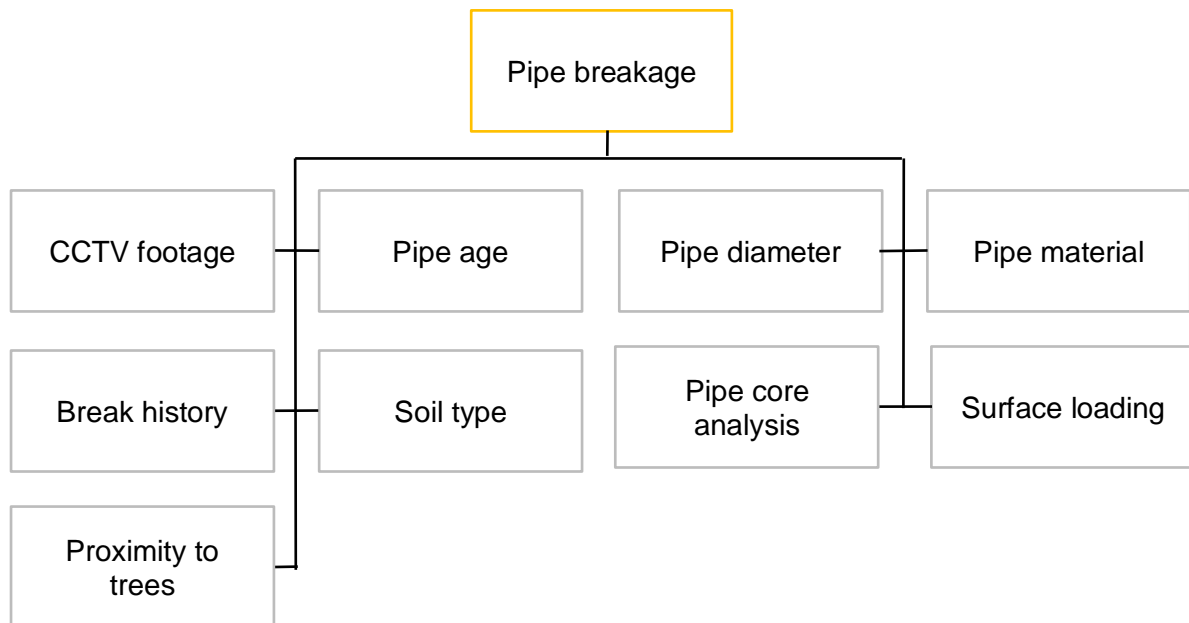 Pipe breakage
CCTV footage
Pipe age
Pipe diameter
Pipe material
Break history
Soil type
Pipe core
analysis
Surface loading
Proximity to
trees